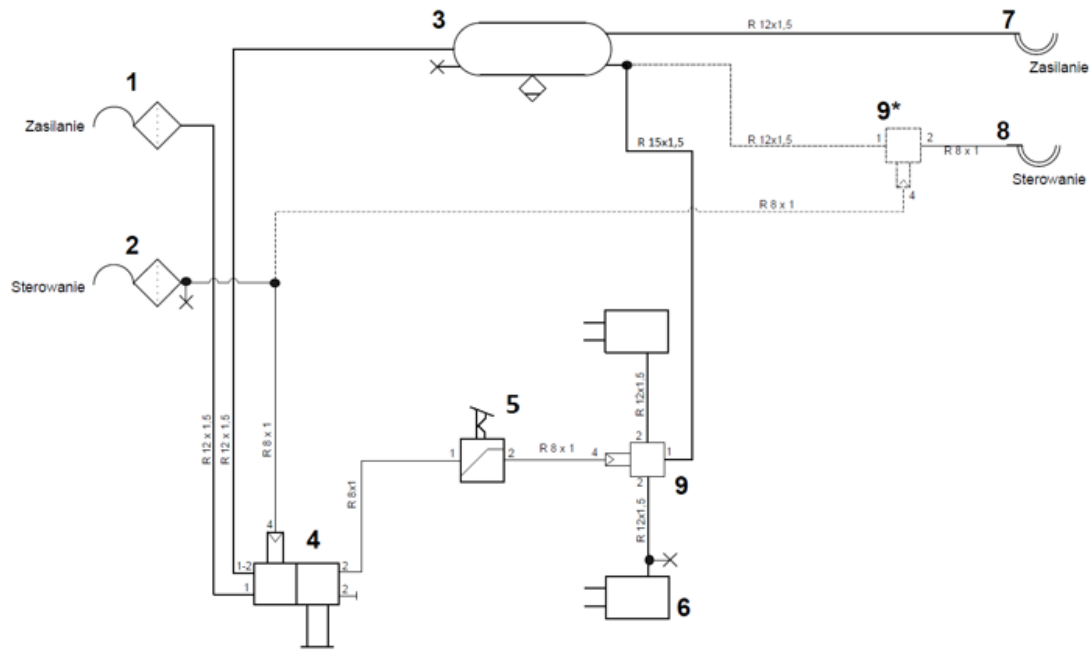 3
R 12x1,5
7
Zasilanie
1
Zasilanie
9*
R 15x1,5
R 12x1,5
1
2
R 8 x 1
8
Sterowanie
4
R 8 x 1
2
Sterowanie
R 12 x 1,5
R 12 x 1,5
R 8 x 1
R 12x1,5
5
1
2
R 8 x 1
4
2
1
9
2
R 8x1
R 12x1,5
4
4
1-2
1
2
2
6